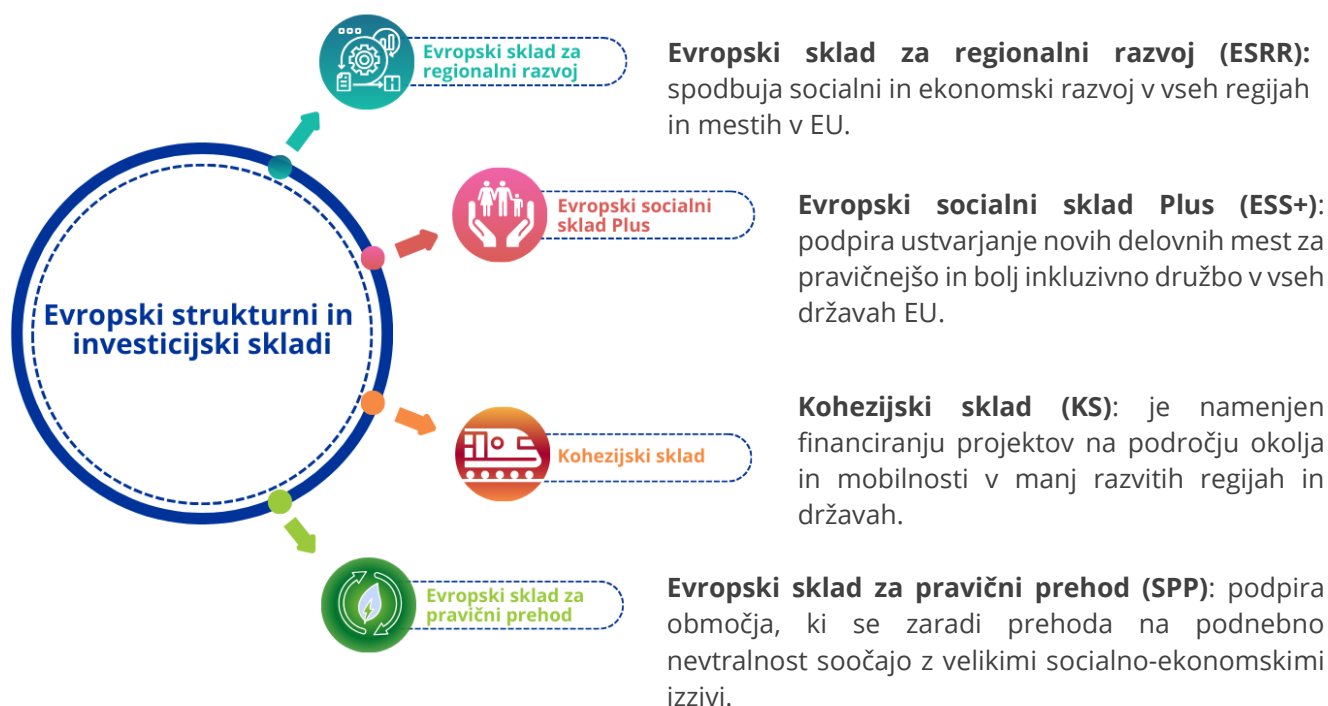 Evropski sklad za
regionalni razvoj
Evropski sklad za regionalni razvoj (ESRR):
spodbuja socialni in ekonomski razvoj v vseh regijah
in mestih v EU.
Evropski socialni
sklad Plus
Evropski socialni sklad Plus (ESS+):
podpira ustvarjanje novih delovnih mest za
pravičnejšo in bolj inkluzivno družbo v vseh
državah EU.
Evropski strukturni in
investicijski skladi
Kohezijski sklad
Kohezijski sklad (KS): je namenjen
financiranju projektov na področju okolja
in mobilnosti v manj razvitih regijah in
državah.
Evropski sklad za
pravični prehod
Evropski sklad za pravični prehod (SPP): podpira
območja, ki se zaradi prehoda na podnebno
nevtralnost soočajo z velikimi socialno-ekonomskimi
izzivi.